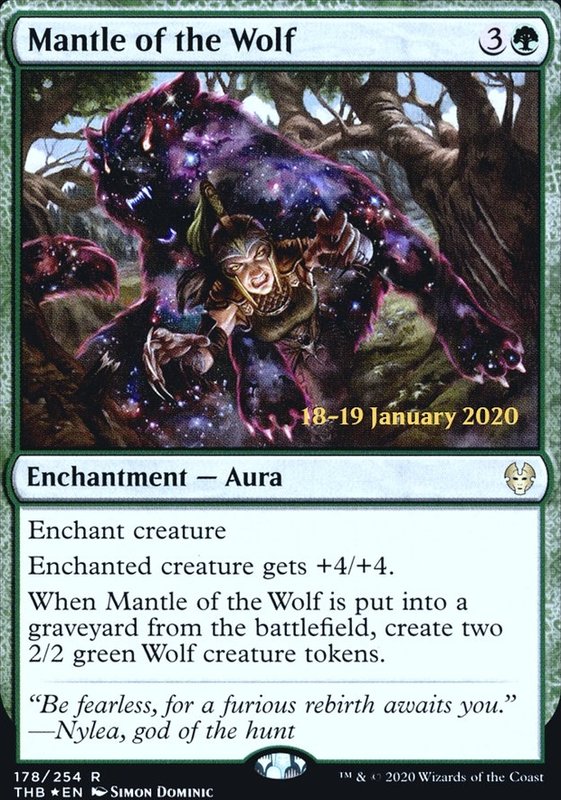 Mantle of the Wolf 3
18–19 January 2020
Enchantment — Aura
Enchant creature
Enchanted creature gets +4/+4.
When Mantle of the Wolf is put into a
graveyard from the battlefield, create two
2/2 green Wolf creature tokens.
“Be fearless, for a furious rebirth awaits you.”
—Nylea, god of the hunt
178/254 R
THB ★ EN SIMON DOMINIC
™ & © 2020 Wizards of the Coast